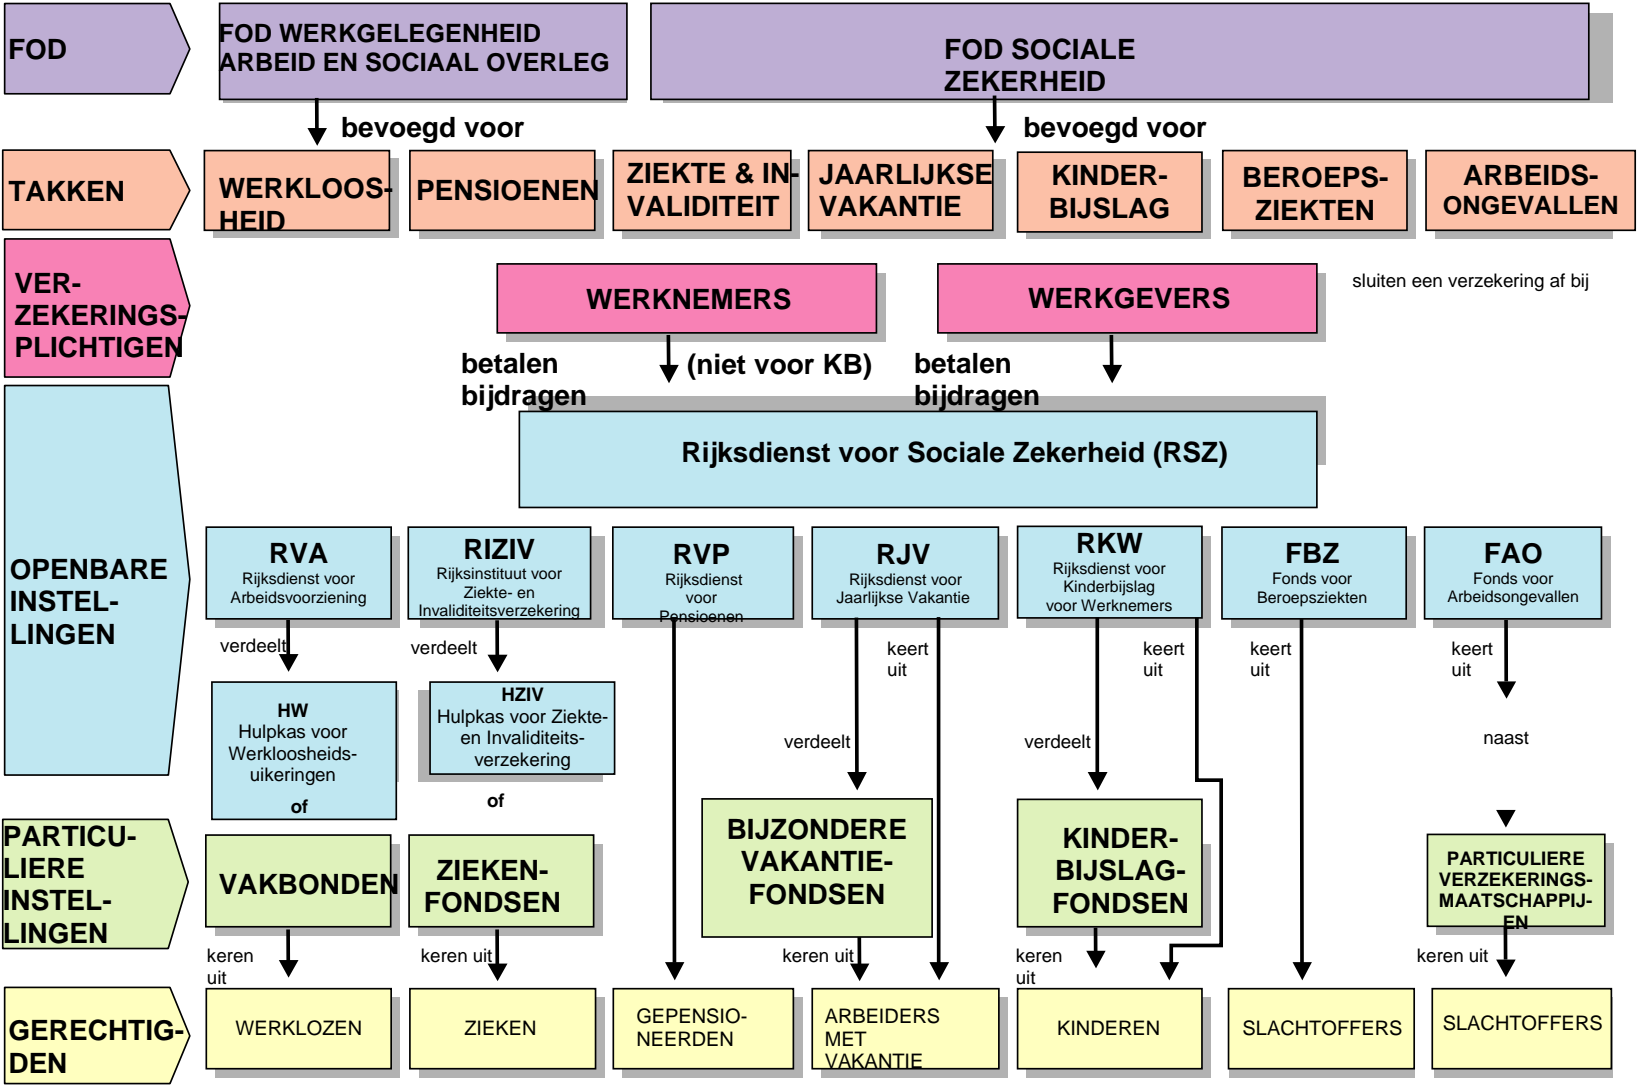 FOD
FOD WERKGELEGENHEID
ARBEID EN SOCIAAL OVERLEG
FOD SOCIALE
ZEKERHEID
bevoegd voor
bevoegd voor
TAKKEN
WERKLOOS-
HEID
PENSIOENEN
ZIEKTE & IN-
VALIDITEIT
JAARLIJKSE
VAKANTIE
KINDER-
BIJSLAG
BEROEPS-
ZIEKTEN
ARBEIDS-
ONGEVALLEN
VER-
ZEKERINGS-
PLICHTIGEN
WERKNEMERS
WERKGEVERS
sluiten een verzekering af bij
betalen
bijdragen
(niet voor KB)
betalen
bijdragen
OPENBARE
INSTEL-
LINGEN
Rijksdienst voor Sociale Zekerheid (RSZ)
RVA
Rijksdienst voor
Arbeidsvoorziening
RIZIV
Rijksinstituut voor
Ziekte- en
Invaliditeitsverzekering
RVP
Rijksdienst
voor
Pensioenen
RJV
Rijksdienst voor
Jaarlijkse Vakantie
RKW
Rijksdienst voor
Kinderbijslag
voor Werknemers
FBZ
Fonds voor
Beroepsziekten
FAO
Fonds voor
Arbeidsongevallen
verdeelt
verdeelt
keert
uit
keert
uit
keert
uit
keert
uit
HW
Hulpkas voor
Werkloosheids-
uikeringen
of
HZIV
Hulpkas voor Ziekte-
en Invaliditeits-
verzekering
of
verdeelt
verdeelt
naast
PARTICU-
LIERE
INSTEL-
LINGEN
VAKBONDEN
ZIEKEN-
FONDSEN
BIJZONDERE
VAKANTIE-
FONDSEN
KINDER-
BIJSLAG-
FONDSEN
PARTICULIERE
VERZEKERINGS-
MAATSCHAPPIJ-
EN
keren
uit
keren uit
keren uit
keren
uit
keren uit
GERECHTIG-
DEN
WERKLOZEN
ZIEKEN
GEPENSIO-
NEERDEN
ARBEIDERS
MET
VAKANTIE
KINDEREN
SLACHTOFFERS
SLACHTOFFERS